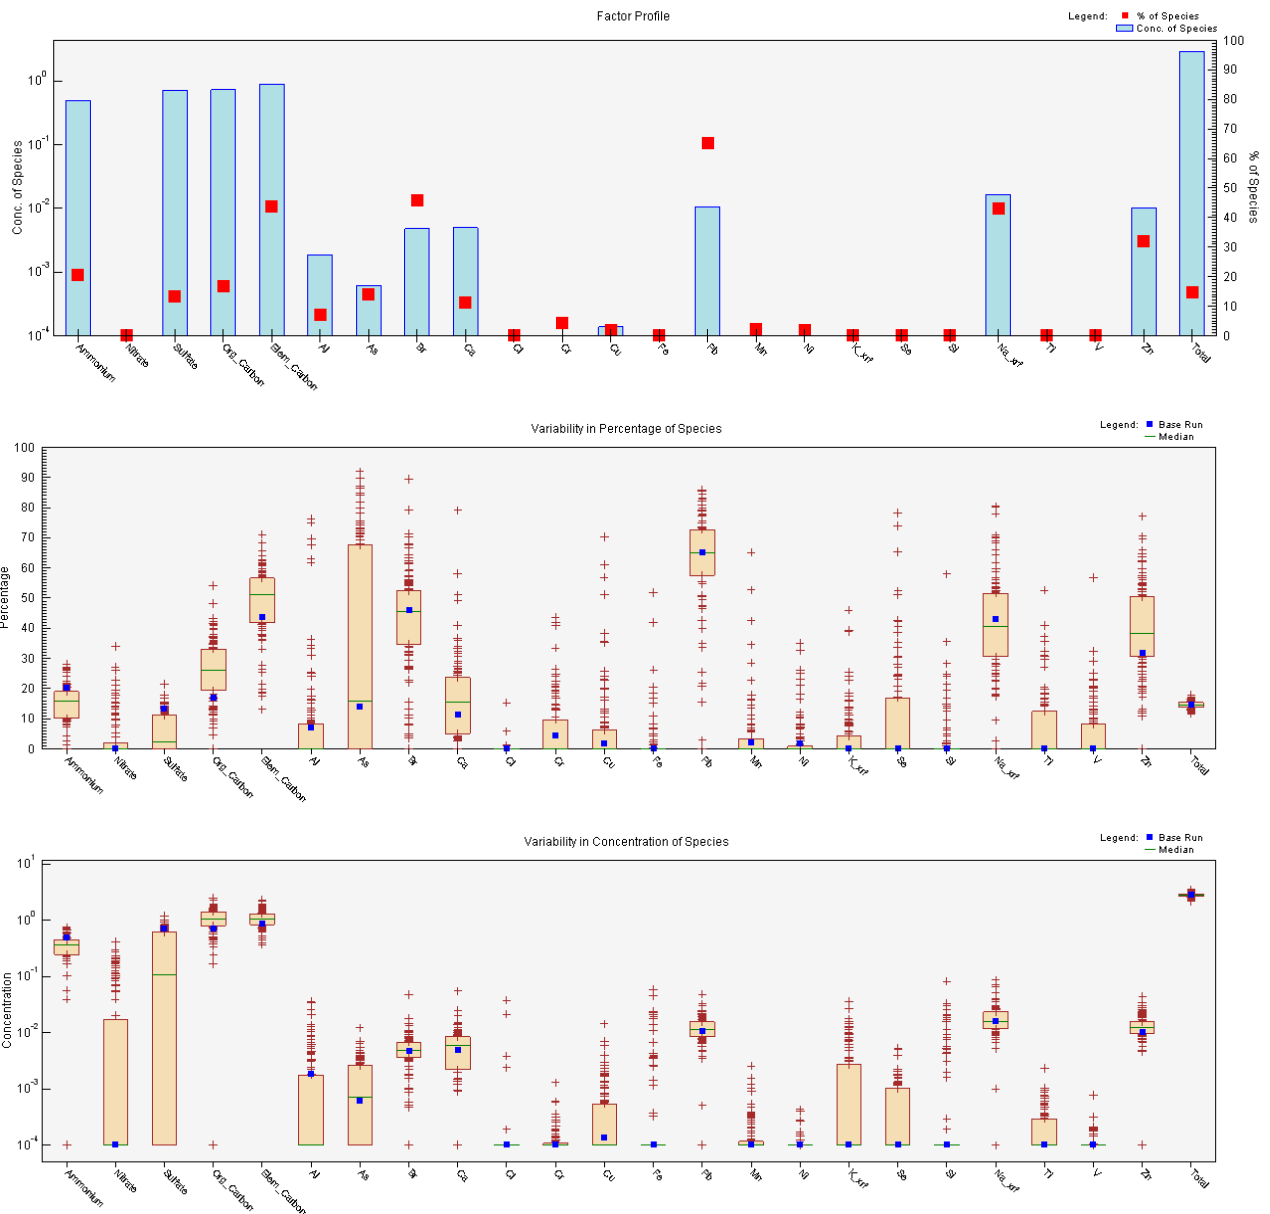 Factor Profile
Legend: % of Species
Conc. of Species
Conc. of Species
10^0
10^-1
10^-2
10^-3
10^-4
100
90
80
70
60
50
40
30
20
10
0
% of Species
Ammonium Nitrate Sulfate Org_Carbon Elem_Carbon Al As Br Ca Cl Cr Cu Fe Pb Mn Ni K_xrf Se Si Na_xrf Ti V Zn Total
Variability in Percentage of Species
Legend: Base Run
Median
Percentage
100
90
80
70
60
50
40
30
20
10
0
Ammonium Nitrate Sulfate Org_Carbon Elem_Carbon Al As Br Ca Cl Cr Cu Fe Pb Mn Ni K_xrf Se Si Na_xrf Ti V Zn Total
Variability in Concentration of Species
Legend: Base Run
Median
Concentration
10^1
10^0
10^-1
10^-2
10^-3
10^-4
Ammonium Nitrate Sulfate Org_Carbon Elem_Carbon Al As Br Ca Cl Cr Cu Fe Pb Mn Ni K_xrf Se Si Na_xrf Ti V Zn Total